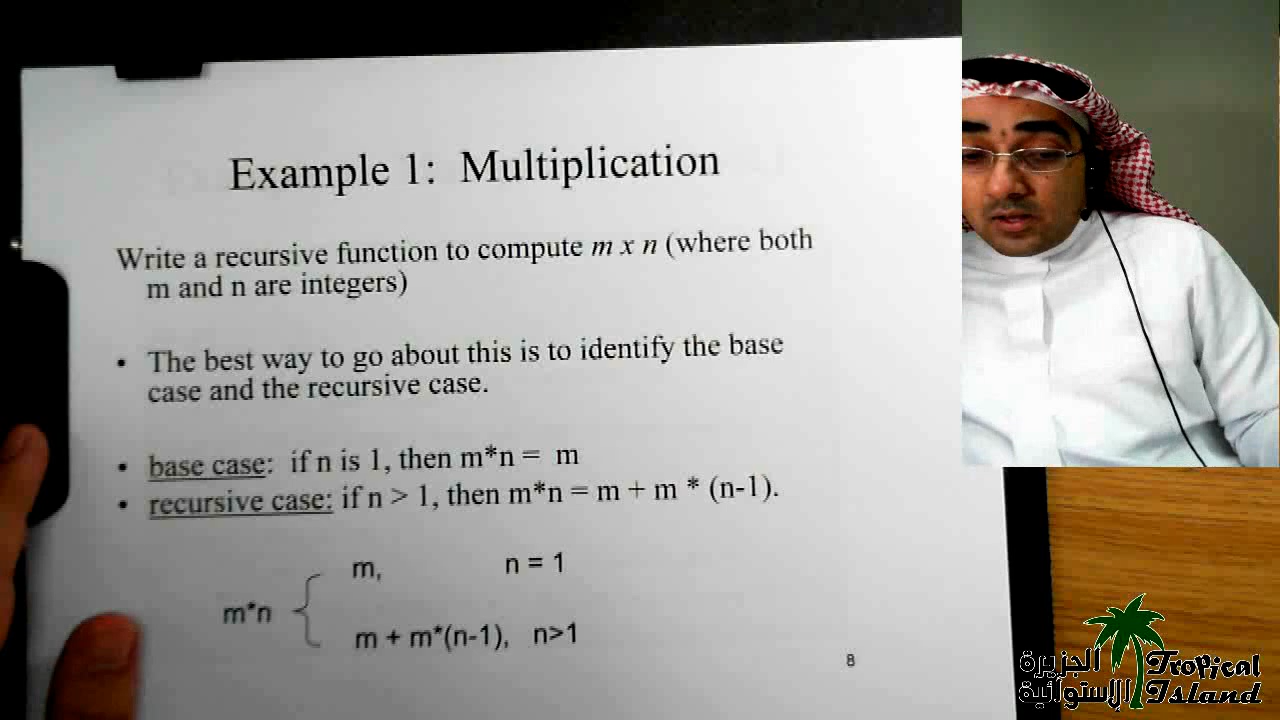 Example 1: Multiplication
Write a recursive function to compute m x n (where both
m and n are integers)
• The best way to go about this is to identify the base
case and the recursive case.
• base case: if n is 1, then m*n = m
• recursive case: if n > 1, then m*n = m + m * (n-1).
m, n = 1
m*n
m + m*(n-1), n>1
8
الجزيرة Tropical
الإستوائية Island